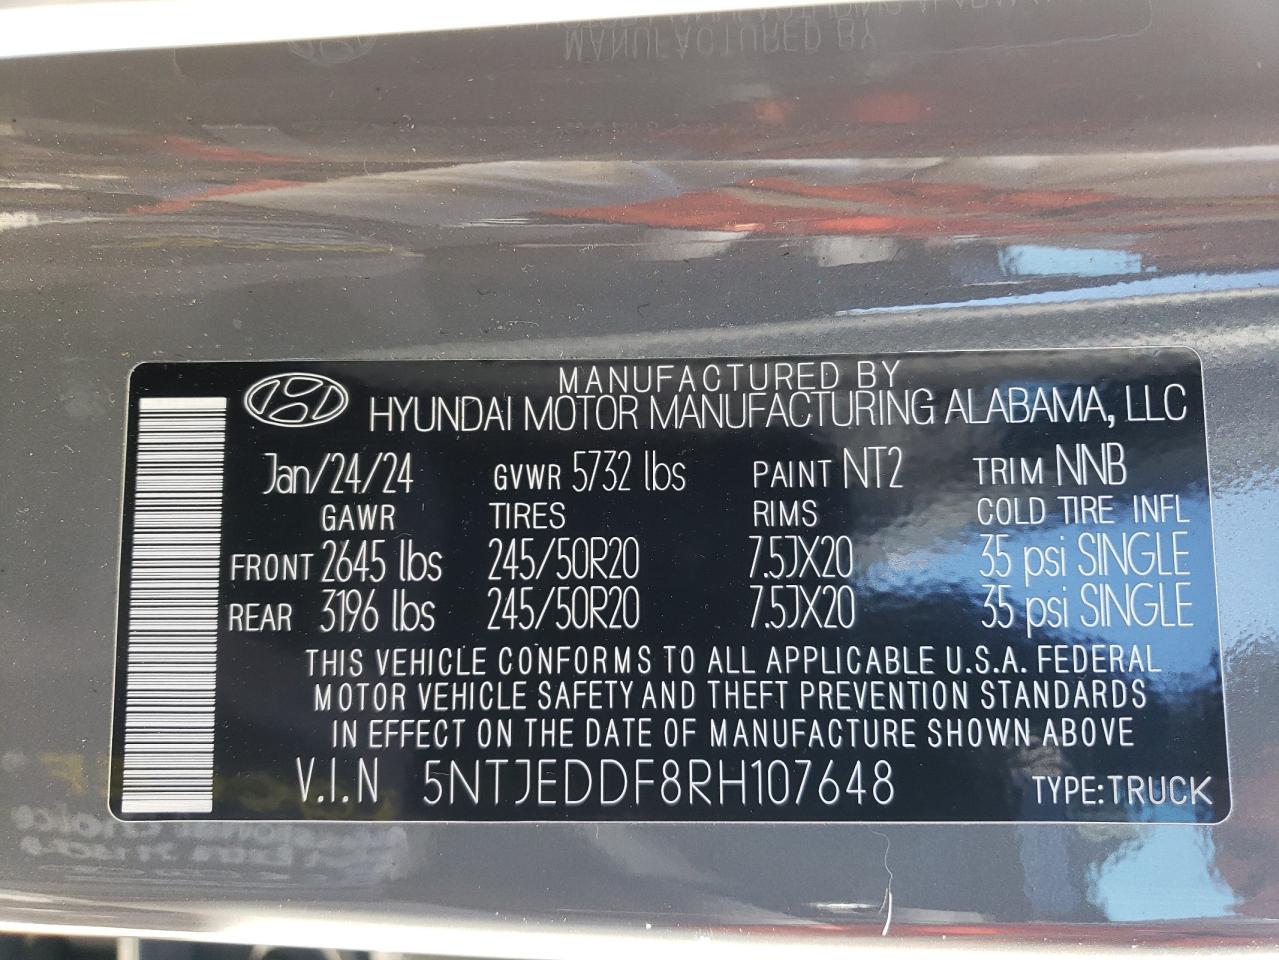 MANUFACTURED BY
HYUNDAI MOTOR MANUFACTURING ALABAMA, LLC
Jan/24/24 GVWR 5732 lbs PAINT NT2 TRIM NNB
GAWR TIRES RIMS COLD TIRE INFL
FRONT 2645 lbs 245/50R20 7.5JX20 35 psi SINGLE
REAR 3196 lbs 245/50R20 7.5JX20 35 psi SINGLE
THIS VEHICLE CONFORMS TO ALL APPLICABLE U.S.A. FEDERAL
MOTOR VEHICLE SAFETY AND THEFT PREVENTION STANDARDS
IN EFFECT ON THE DATE OF MANUFACTURE SHOWN ABOVE
V.I.N 5NTJEDDF8RH107648 TYPE:TRUCK